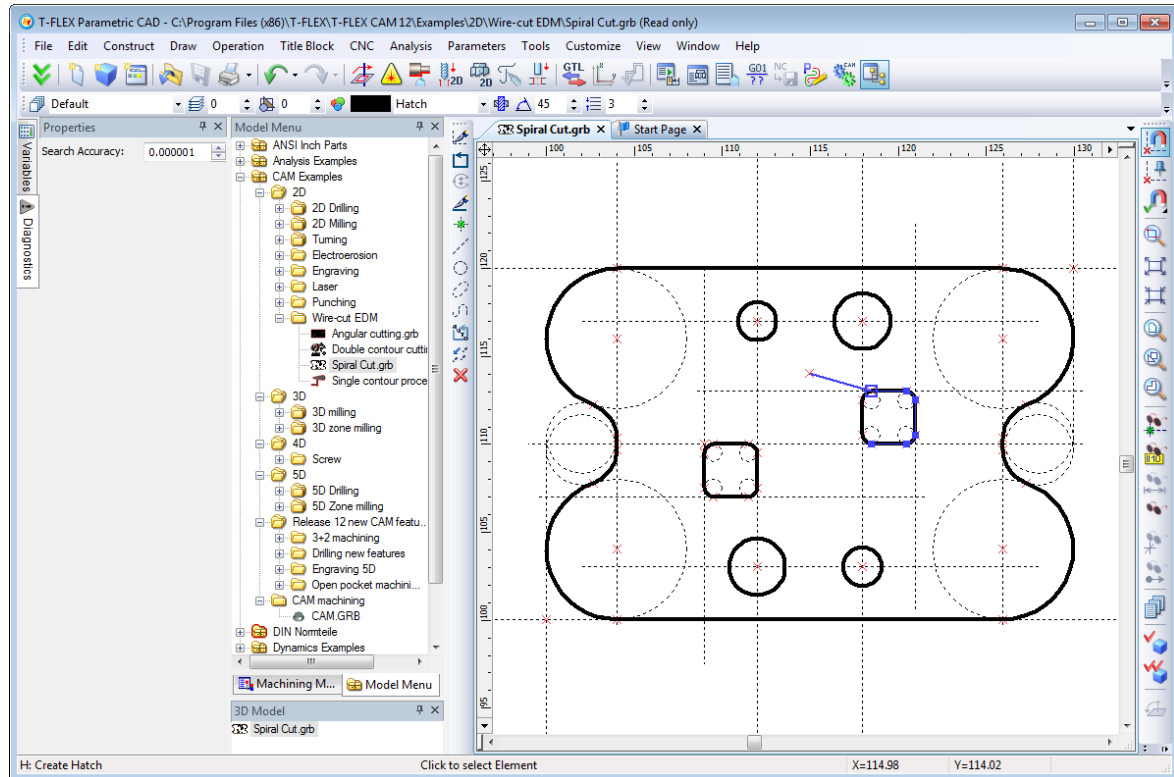 T-FLEX Parametric CAD - C:\Program Files (x86)\T-FLEX\T-FLEX CAM 12\Examples\2D\Wire-cut EDM\Spiral Cut.grb (Read only)
File Edit Construct Draw Operation Title Block CNC Analysis Parameters Tools Customize View Window Help
2D 2D GTL G01 ?? NC CAM
Default 0 0 Hatch 45 3
Properties
Search Accuracy: 0.000001
Variables
Diagnostics
Model Menu
ANSI Inch Parts
Analysis Examples
CAM Examples
2D
2D Drilling
2D Milling
Turning
Electroerosion
Engraving
Laser
Punching
Wire-cut EDM
Angular cutting.grb
Double contour cutti
Spiral Cut.grb
Single contour proce
3D
3D milling
3D zone milling
4D
Screw
5D
5D Drilling
5D Zone milling
Release 12 new CAM featu...
3+2 machining
Drilling new features
Engraving 5D
Open pocket machini...
CAM machining
CAM.GRB
DIN Normteile
Dynamics Examples
Machining M... Model Menu
3D Model
Spiral Cut.grb
Spiral Cut.grb Start Page
100 105 110 115 120 125 130
125
120
115
110
105
100
95
10
H: Create Hatch Click to select Element X=114.98 Y=114.02